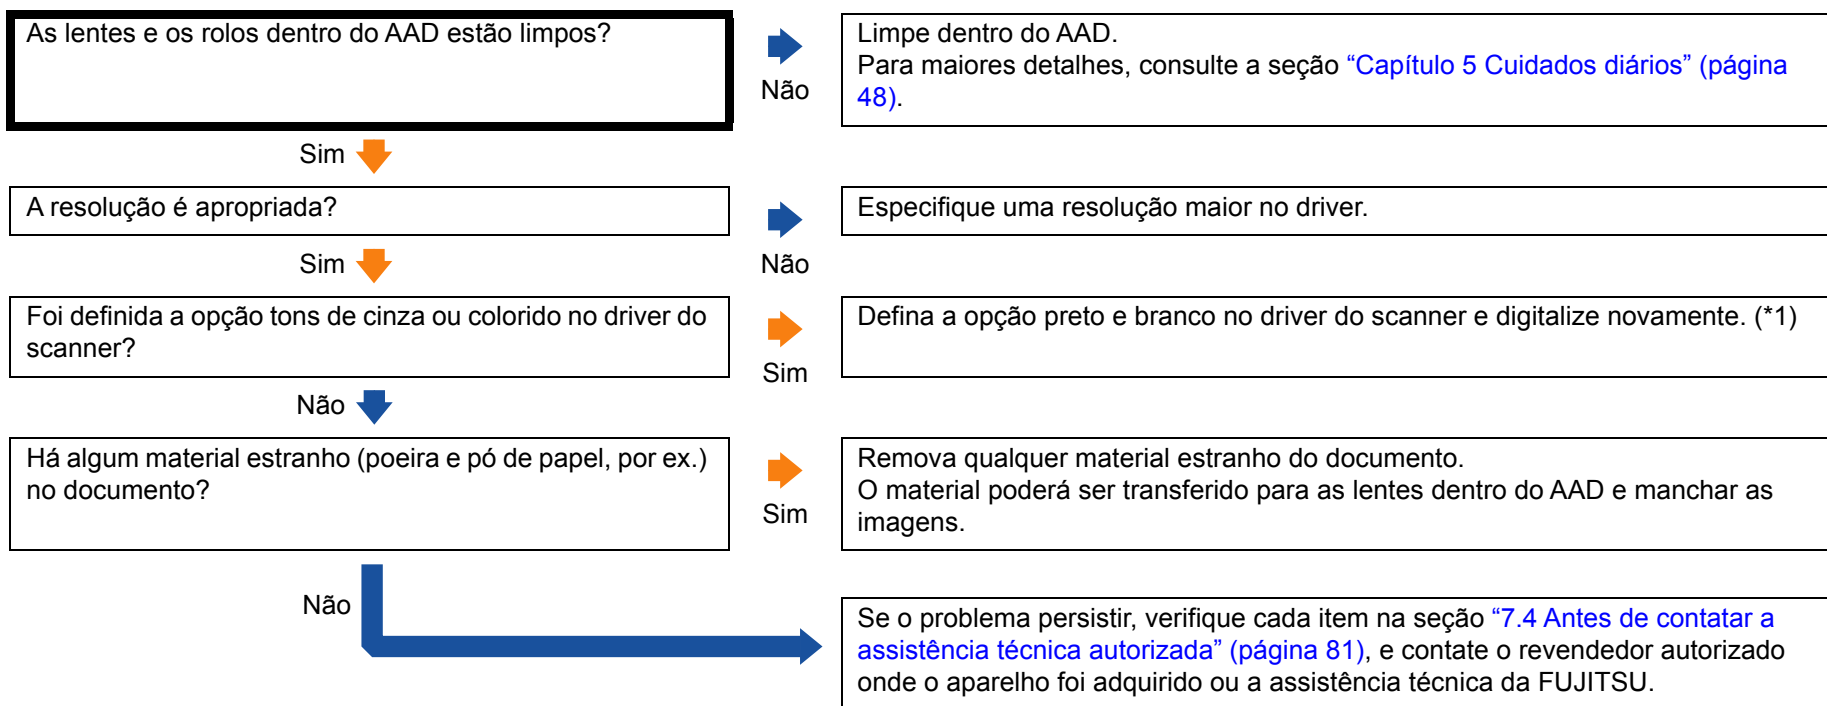 As lentes e os rolos dentro do AAD estão limpos?
Não
Limpe dentro do AAD.
Para maiores detalhes, consulte a seção “Capítulo 5 Cuidados diários” (página
48).
Sim
A resolução é apropriada?
Não
Especifique uma resolução maior no driver.
Sim
Foi definida a opção tons de cinza ou colorido no driver do
scanner?
Sim
Defina a opção preto e branco no driver do scanner e digitalize novamente. (*1)
Não
Há algum material estranho (poeira e pó de papel, por ex.)
no documento?
Sim
Remova qualquer material estranho do documento.
O material poderá ser transferido para as lentes dentro do AAD e manchar as
imagens.
Não
Se o problema persistir, verifique cada item na seção “7.4 Antes de contatar a
assistência técnica autorizada” (página 81), e contate o revendedor autorizado
onde o aparelho foi adquirido ou a assistência técnica da FUJITSU.